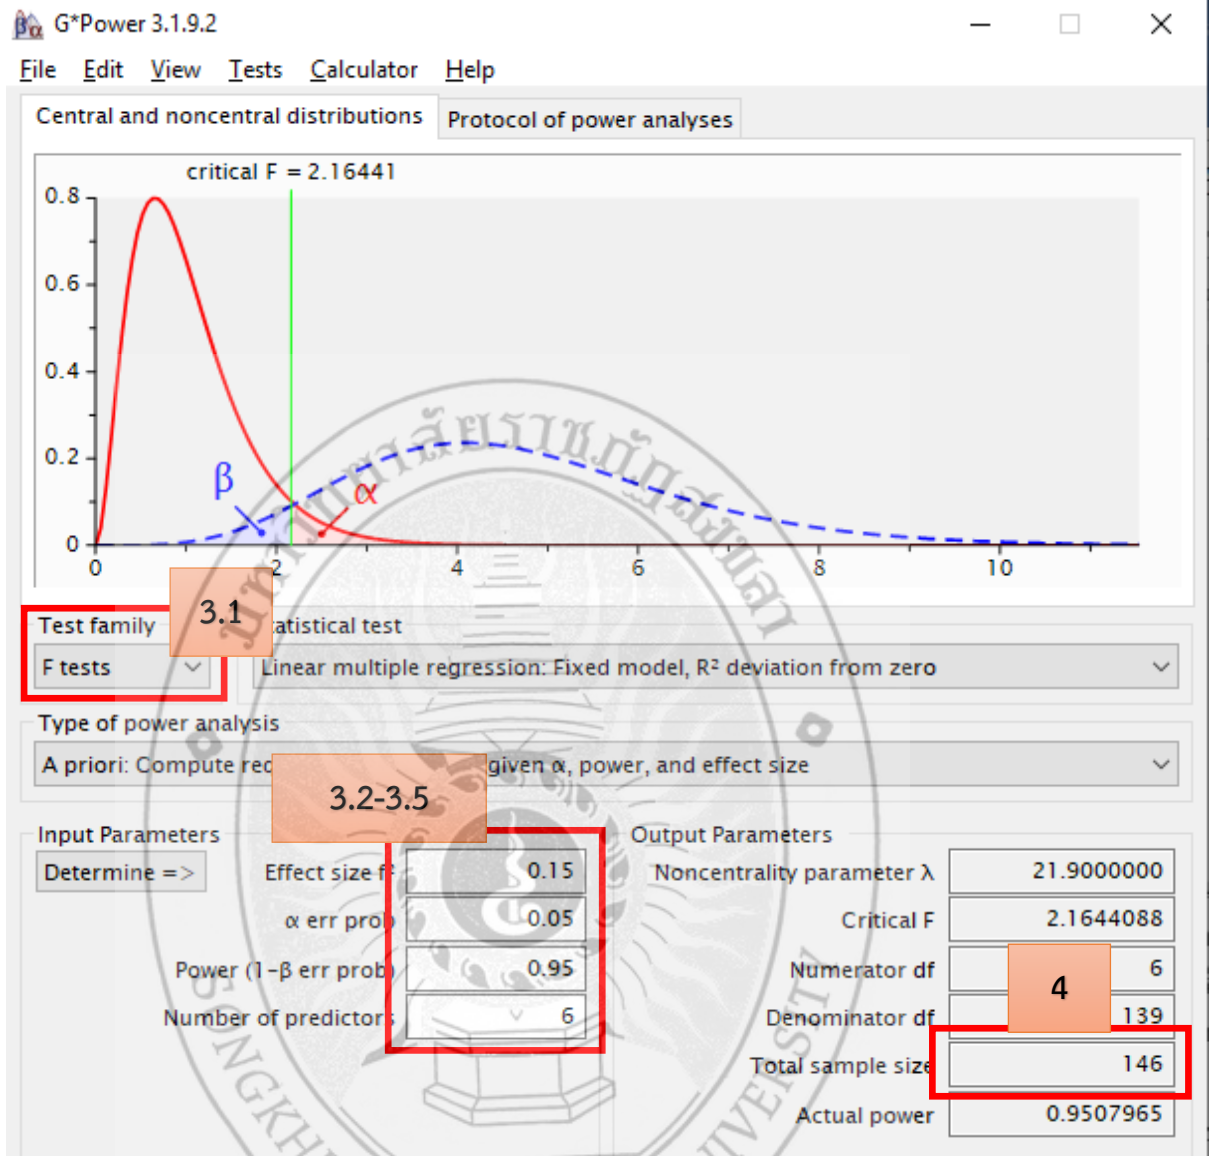 G*Power 3.1.9.2
File Edit View Tests Calculator Help
Central and noncentral distributions
Protocol of power analyses
critical F = 2.16441
0.8
0.6
0.4
0.2
0
β
α
0 2 4 6 8 10
3.1
Test family
atistical test
F tests
Linear multiple regression: Fixed model, R² deviation from zero
Type of power analysis
A priori: Compute rec given α, power, and effect size
3.2-3.5
Input Parameters
Output Parameters
Determine =>
Effect size f² 0.15
Noncentrality parameter λ 21.9000000
α err prob 0.05
Critical F 2.1644088
Power (1-β err prob) 0.95
Numerator df 6
4
Number of predictors 6
Denominator df 139
Total sample size 146
Actual power 0.9507965